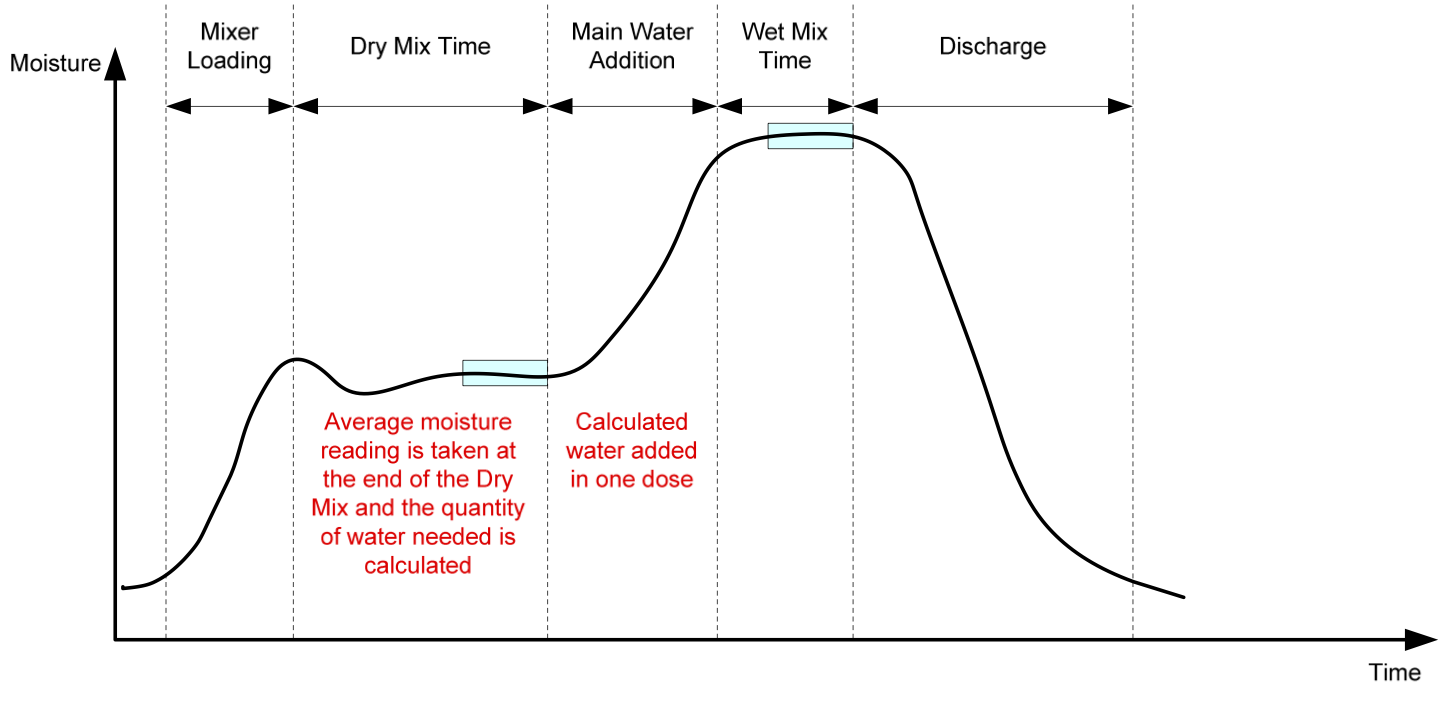 Moisture
Mixer
Loading
Dry Mix Time
Main Water
Addition
Wet Mix
Time
Discharge
Average moisture
reading is taken at
the end of the Dry
Mix and the quantity
of water needed is
calculated
Calculated
water added
in one dose
Time